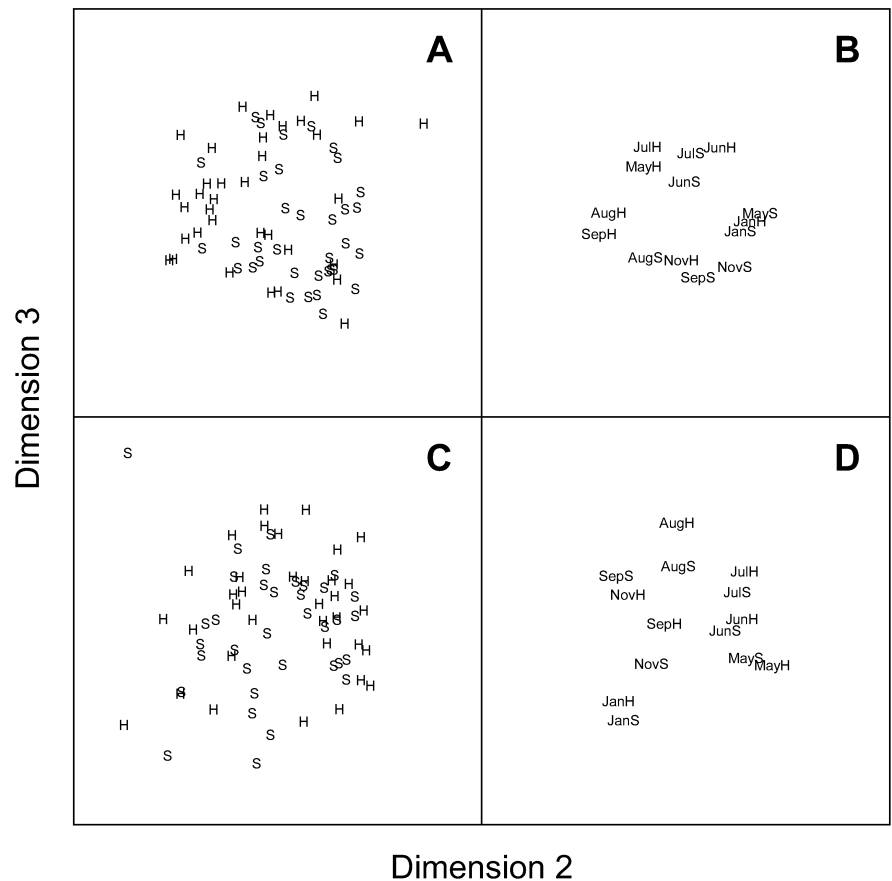 A
H
H
S H S H H S H H
H H S H
H S
S H S
S S
H H H
H H H H S
H H S S S
H S S
H H H H
S S S S H S S
H H S S
H S S S S S H S
H
H H S S S S
S
H
B
JulH JulS JunH
MayH
JunS
AugH MayS
JanH
SepH JanS
AugS NovH NovS
SepS
C
S
H H
H
H S H H
S H
H S
S H H S H H S H
S S H S S
H H S S H S
H H S H
H S S H H H S
H S S
S H H
S S H H
H S S S S
S S H H
S H S
H S H
H H
S
S
S
D
AugH
AugS JulH
SepS
NovH JulS
SepH JunH
JunS
NovS MayS
MayH
JanH
JanS
Dimension 3
Dimension 2